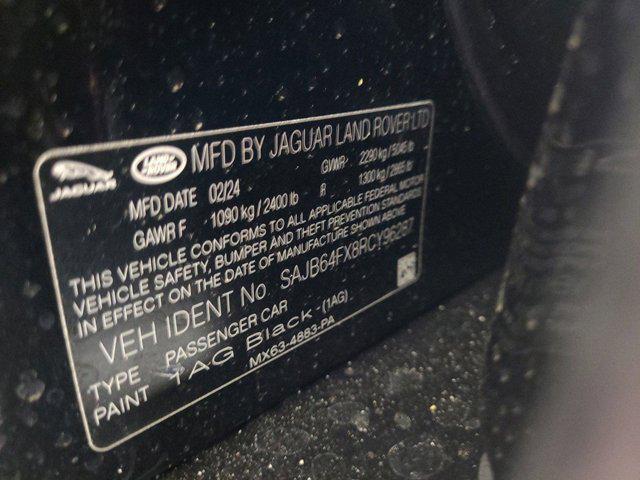 JAGUAR LAND ROVER MFD BY JAGUAR LAND ROVER LTD
MFD DATE 02/24 GVWR 2290 kg / 5045 lb
GAWR F 1090 kg / 2400 lb R 1300 kg / 2865 lb
THIS VEHICLE CONFORMS TO ALL APPLICABLE FEDERAL MOTOR
VEHICLE SAFETY, BUMPER AND THEFT PREVENTION STANDARDS
IN EFFECT ON THE DATE OF MANUFACTURE SHOWN ABOVE
VEH IDENT No. SAJB64FX8RCY96287
TYPE PASSENGER CAR
PAINT TAG Black - (1AG)
MX63-4883-PA